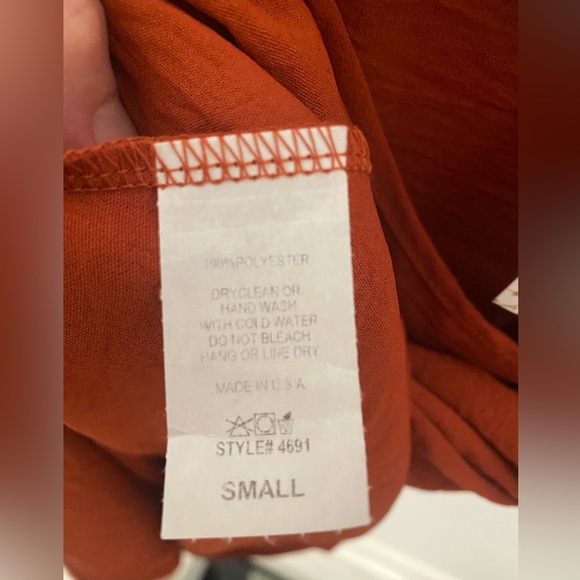 100%POLYESTER
DRYCLEAN OR
HAND WASH
WITH COLD WATER
DO NOT BLEACH
HANG OR LINE DRY
MADE IN U.S.A.
STYLE# 4691
SMALL